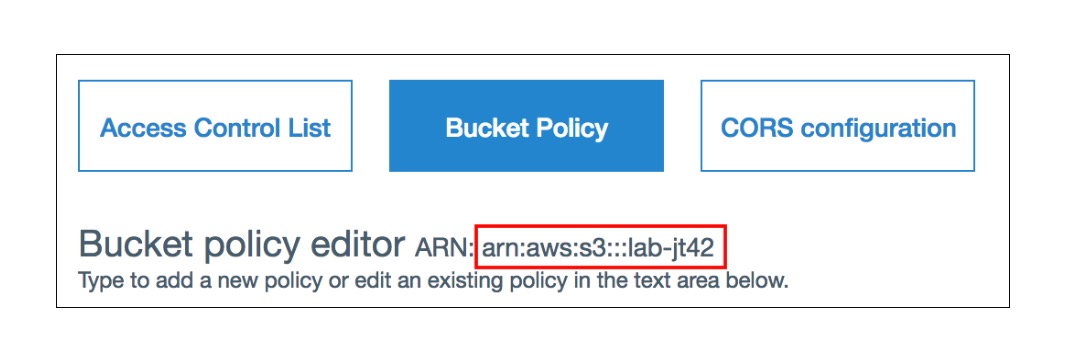 Access Control List
Bucket Policy
CORS configuration
Bucket policy editor ARN: arn:aws:s3:::lab-jt42
Type to add a new policy or edit an existing policy in the text area below.